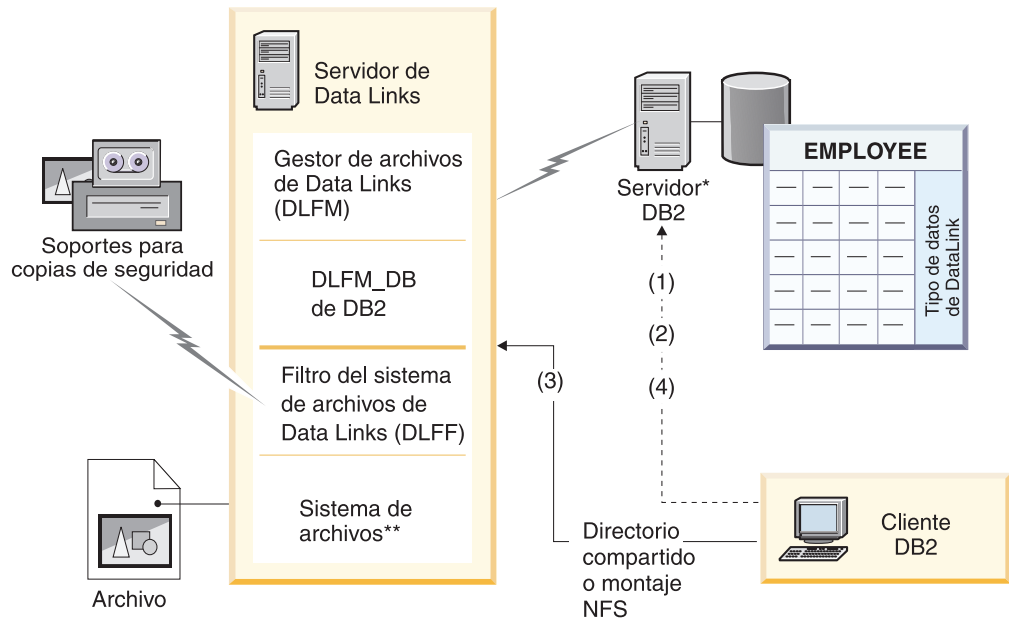 Servidor de
Data Links
Gestor de archivos
de Data Links
(DLFM)
DLFM_DB
de DB2
Filtro del sistema
de archivos de
Data Links (DLFF)
Sistema de
archivos**
Soportes para
copias de seguridad
Archivo
Servidor*
DB2
EMPLOYEE
Tipo de datos
de DataLink
(1)
(2)
(3)
(4)
Directorio
compartido
o montaje
NFS
Cliente
DB2